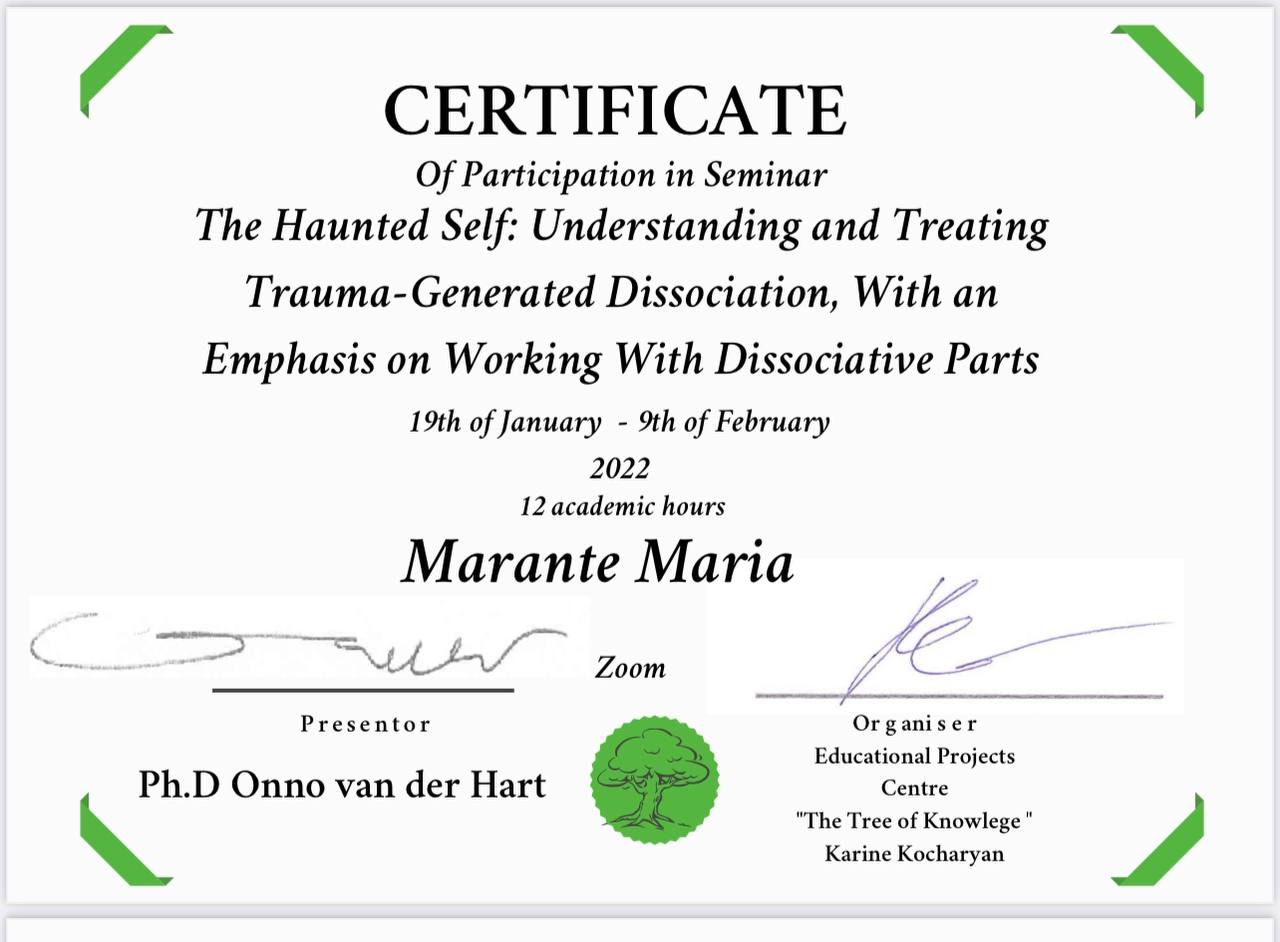 CERTIFICATE
Of Participation in Seminar
The Haunted Self: Understanding and Treating
Trauma-Generated Dissociation, With an
Emphasis on Working With Dissociative Parts
19th of January - 9th of February
2022
12 academic hours
Marante Maria
Zoom
Presentor
Ph.D Onno van der Hart
Organiser
Educational Projects
Centre
"The Tree of Knowlege "
Karine Kocharyan